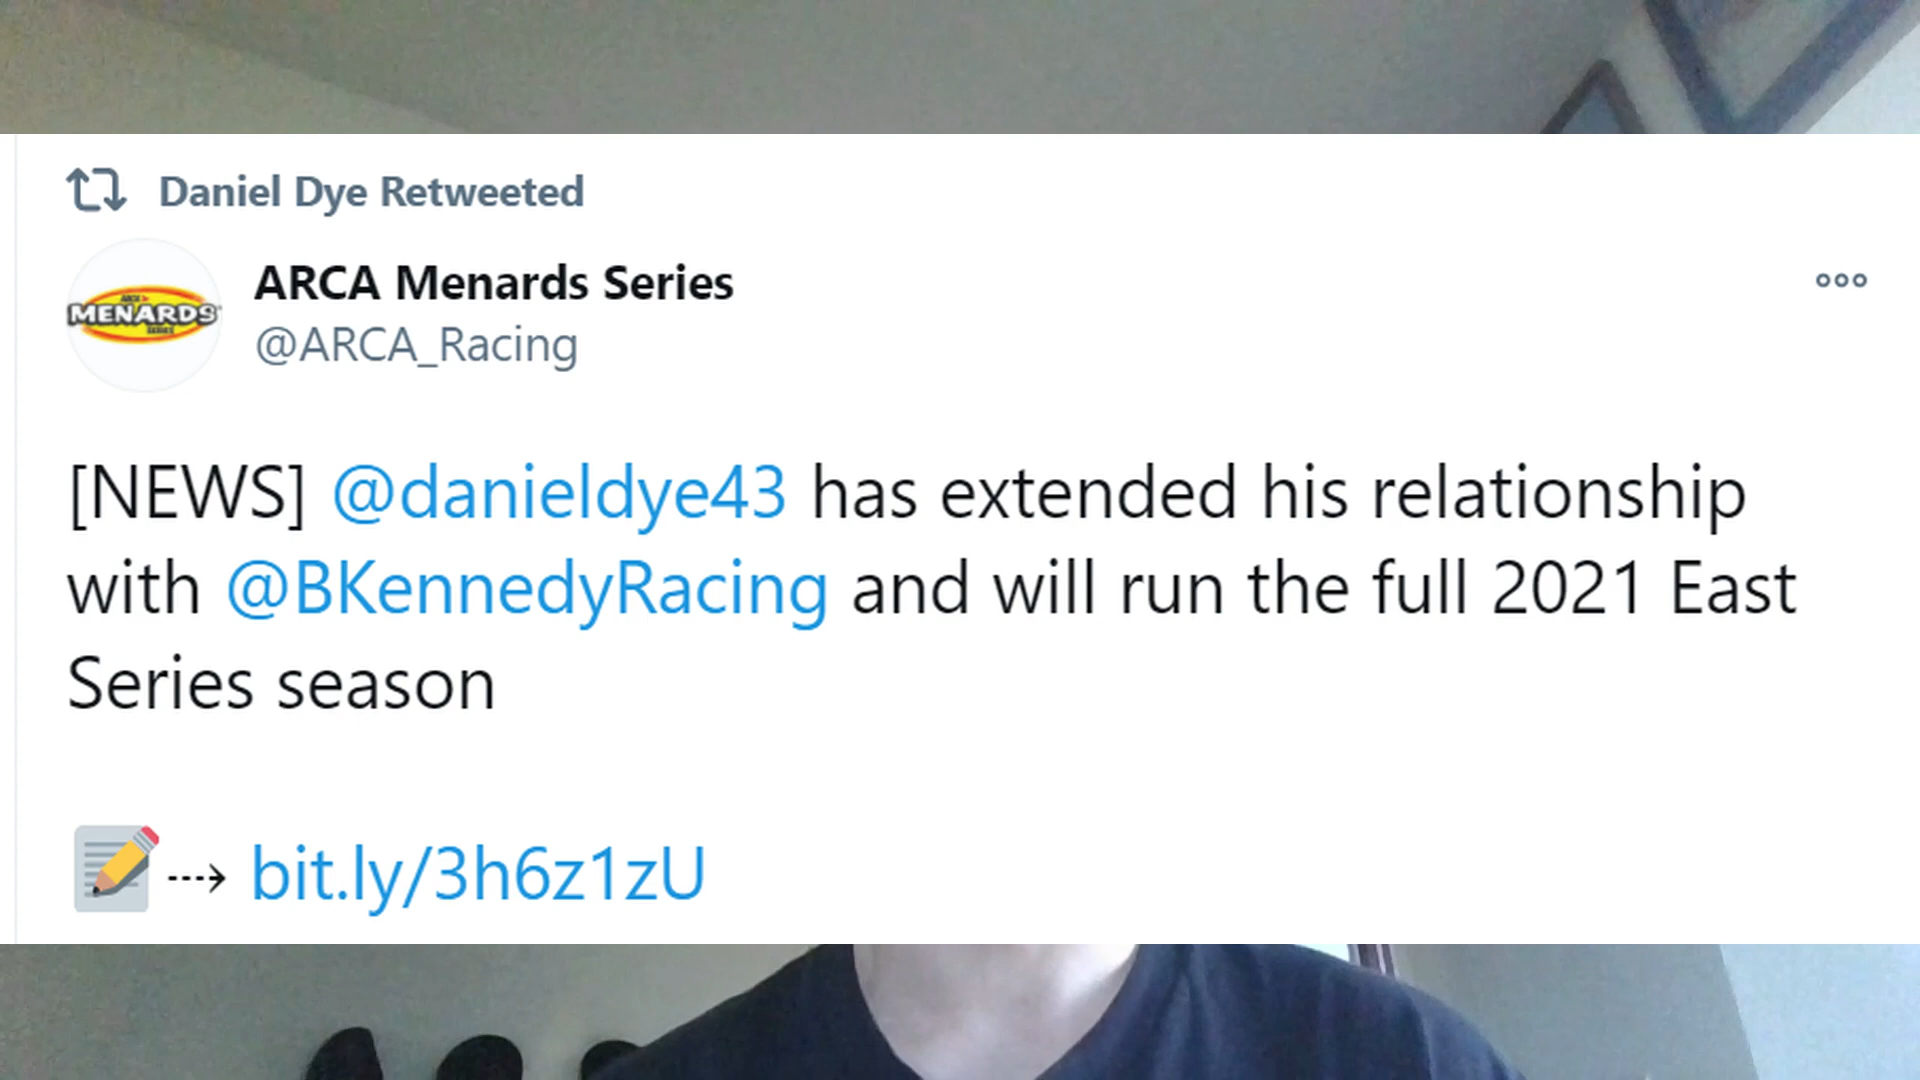 Daniel Dye Retweeted
ARCA Menards Series
MENARDS
@ARCA_Racing
[NEWS] @danieldye43 has extended his relationship
with @BKennedyRacing and will run the full 2021 East
Series season
bit.ly/3h6z1zU